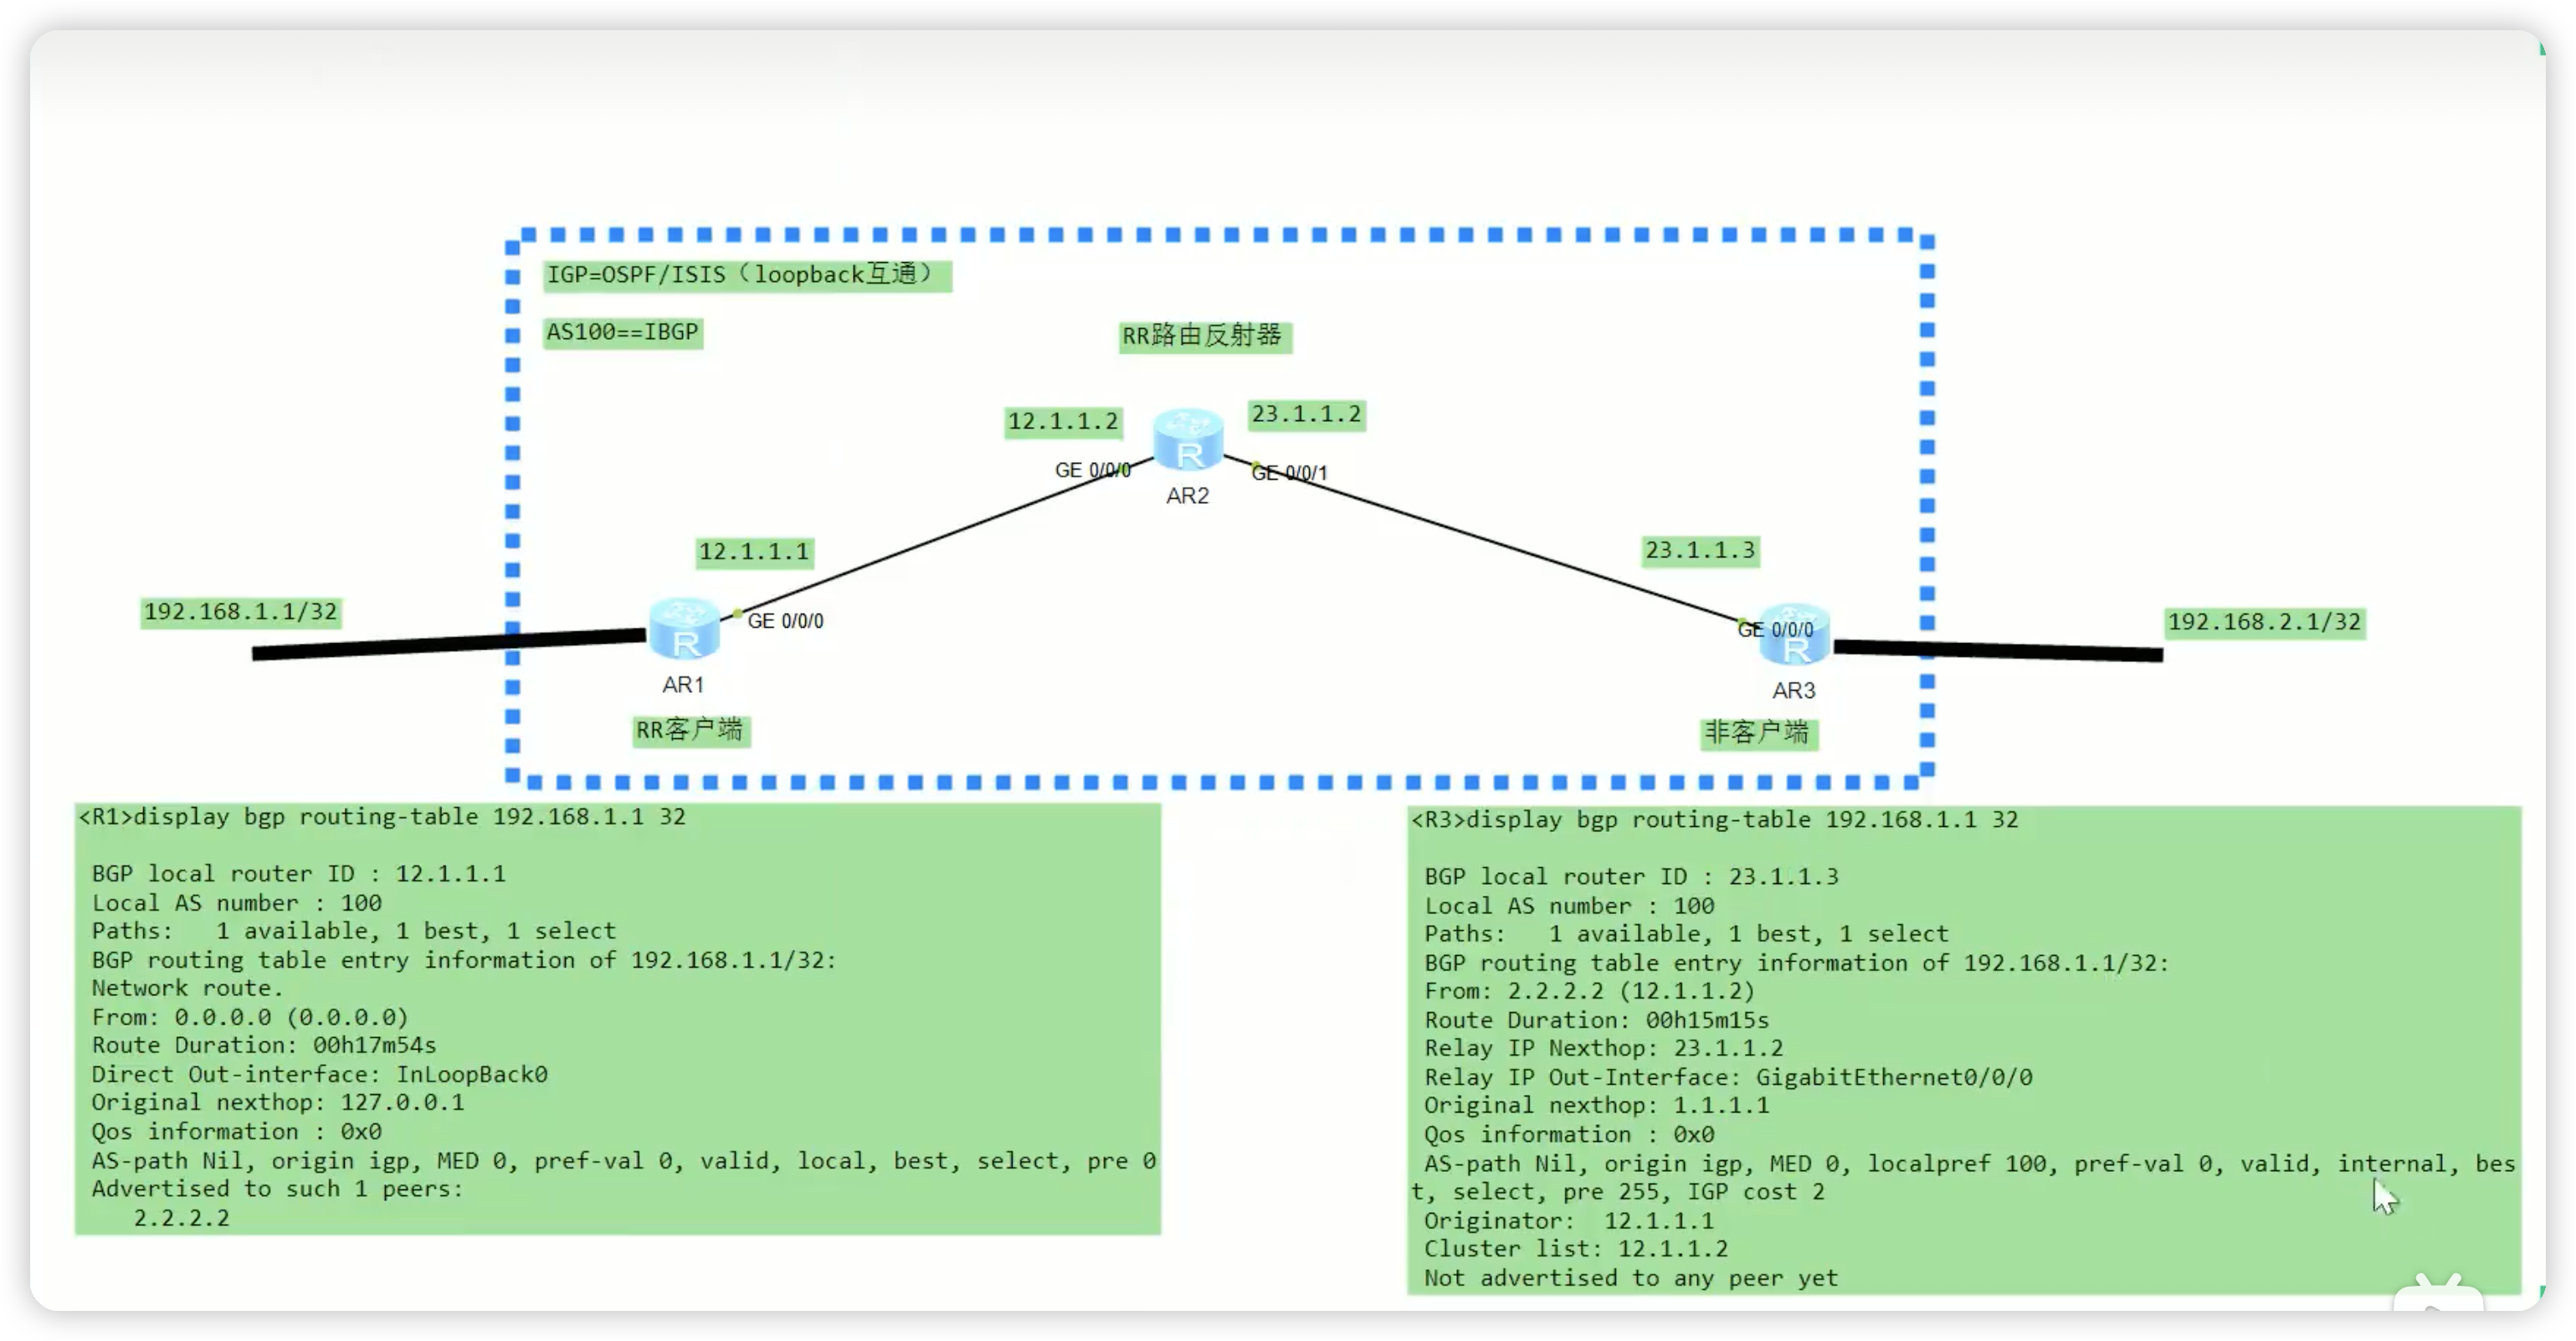 IGP=OSPF/ISIS（loopback互通）
AS100==IBGP
RR路由反射器
12.1.1.2
23.1.1.2
GE 0/0/0
GE 0/0/1
AR2
12.1.1.1
23.1.1.3
192.168.1.1/32
GE 0/0/0
GE 0/0/0
192.168.2.1/32
R
R
R
AR1
AR3
RR客户端
非客户端
<R1>display bgp routing-table 192.168.1.1 32
BGP local router ID : 12.1.1.1
Local AS number : 100
Paths:   1 available, 1 best, 1 select
BGP routing table entry information of 192.168.1.1/32:
Network route.
From: 0.0.0.0 (0.0.0.0)
Route Duration: 00h17m54s
Direct Out-interface: InLoopBack0
Original nexthop: 127.0.0.1
Qos information : 0x0
AS-path Nil, origin igp, MED 0, pref-val 0, valid, local, best, select, pre 0
Advertised to such 1 peers:
2.2.2.2
<R3>display bgp routing-table 192.168.1.1 32
BGP local router ID : 23.1.1.3
Local AS number : 100
Paths:   1 available, 1 best, 1 select
BGP routing table entry information of 192.168.1.1/32:
From: 2.2.2.2 (12.1.1.2)
Route Duration: 00h15m15s
Relay IP Nexthop: 23.1.1.2
Relay IP Out-Interface: GigabitEthernet0/0/0
Original nexthop: 1.1.1.1
Qos information : 0x0
AS-path Nil, origin igp, MED 0, localpref 100, pref-val 0, valid, internal, bes
t, select, pre 255, IGP cost 2
Originator:  12.1.1.1
Cluster list: 12.1.1.2
Not advertised to any peer yet